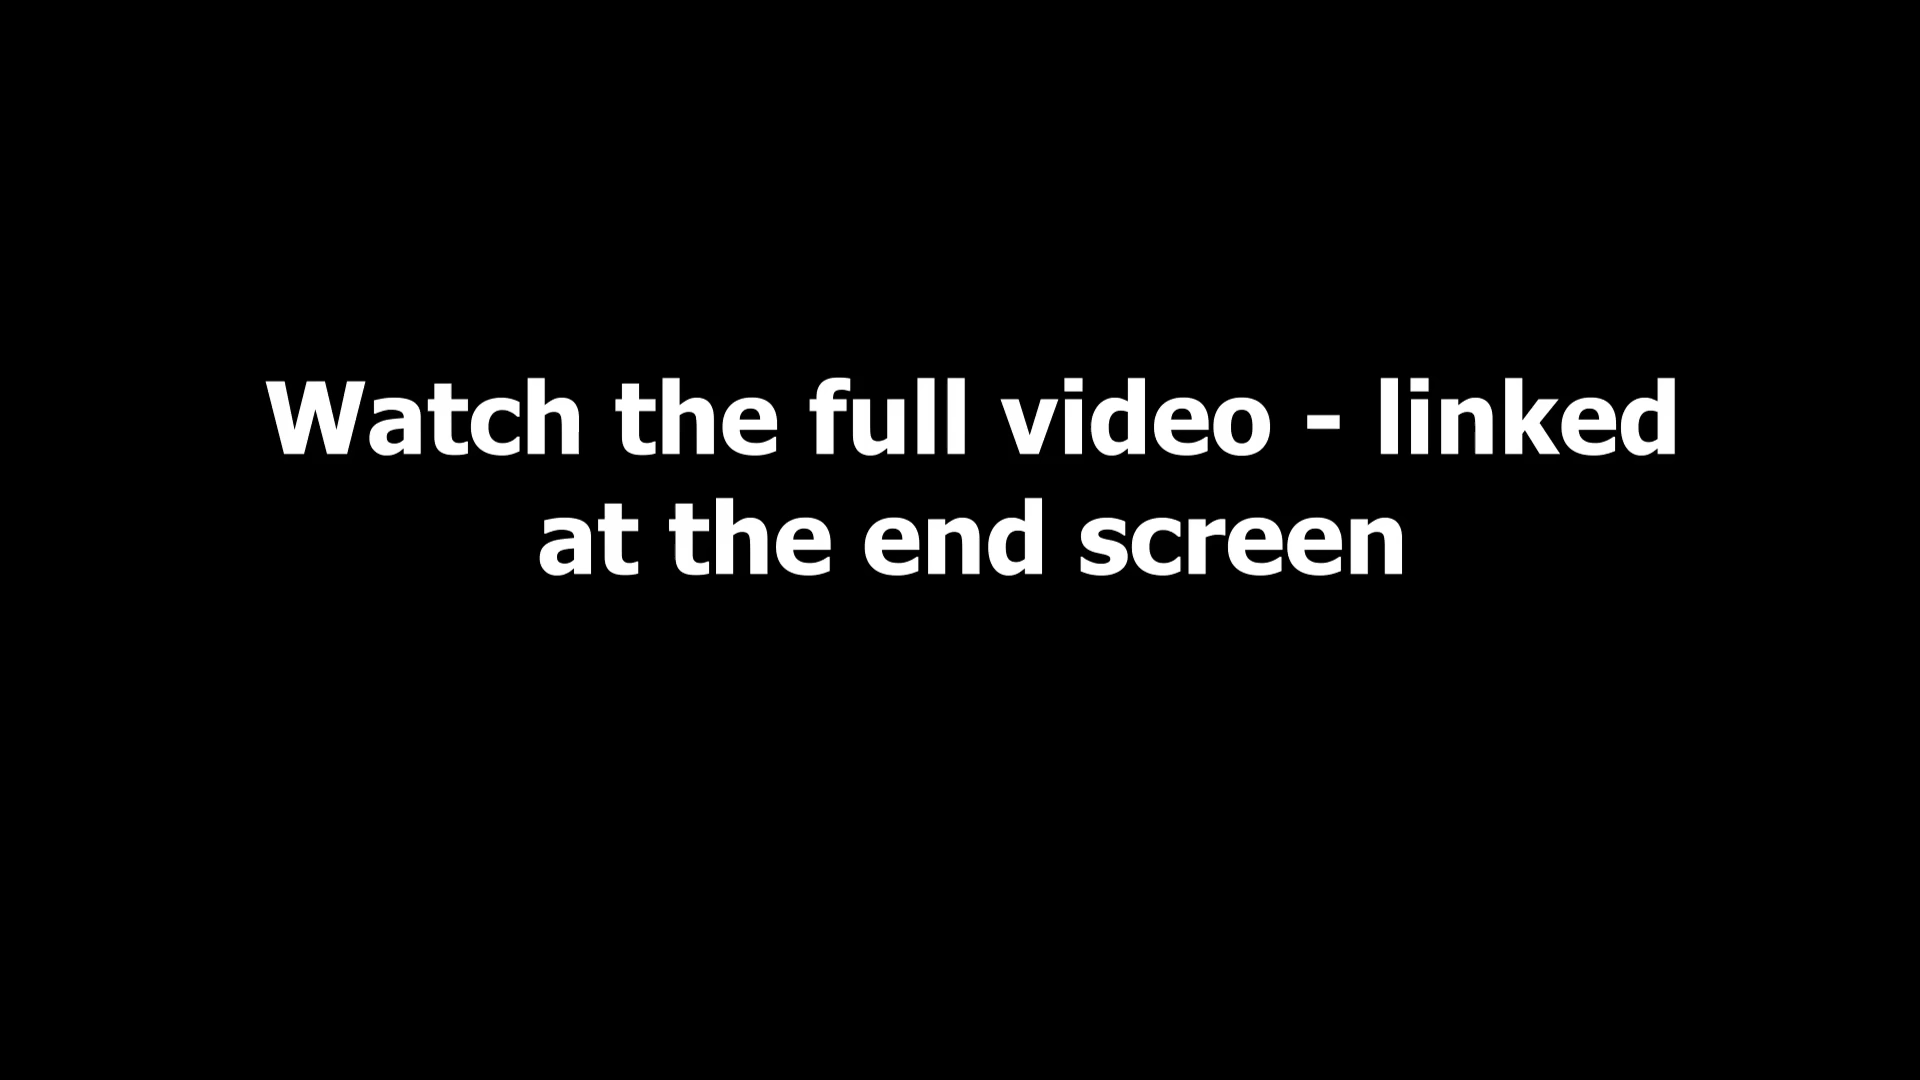 Watch the full video - linked
at the end screen